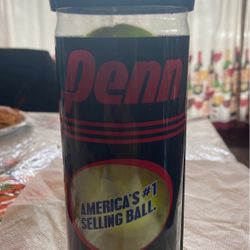 Penn
AMERICA'S #1
SELLING BALL.